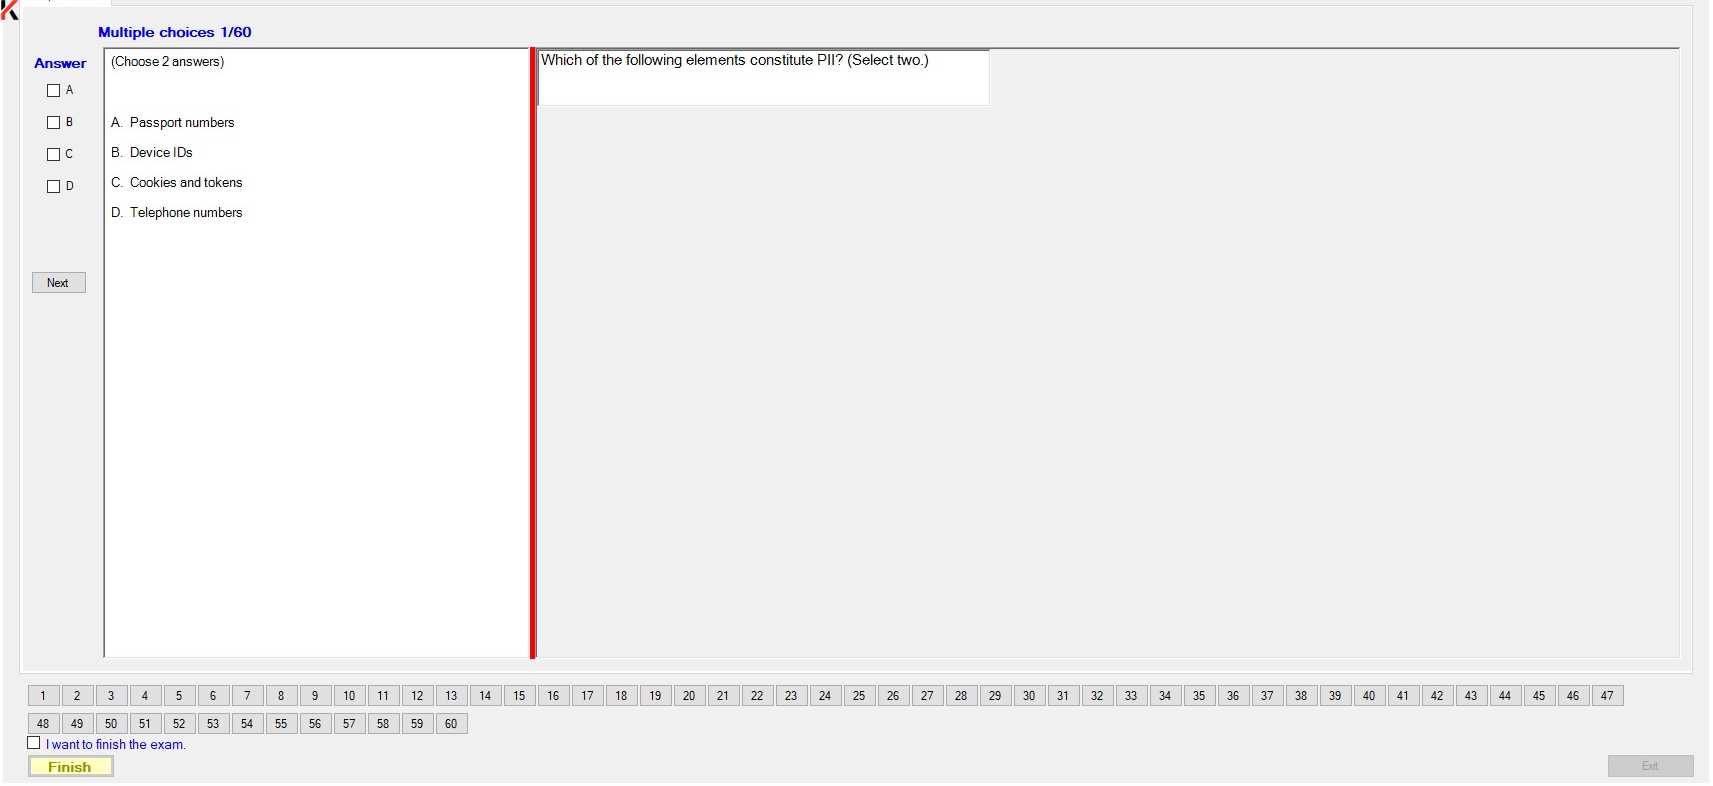 Multiple choices 1/60
Answer
A
B
C
D
Next
(Choose 2 answers)
A. Passport numbers
B. Device IDs
C. Cookies and tokens
D. Telephone numbers
Which of the following elements constitute PII? (Select two.)
1 2 3 4 5 6 7 8 9 10 11 12 13 14 15 16 17 18 19 20 21 22 23 24 25 26 27 28 29 30 31 32 33 34 35 36 37 38 39 40 41 42 43 44 45 46 47
48 49 50 51 52 53 54 55 56 57 58 59 60
I want to finish the exam.
Finish
Exit